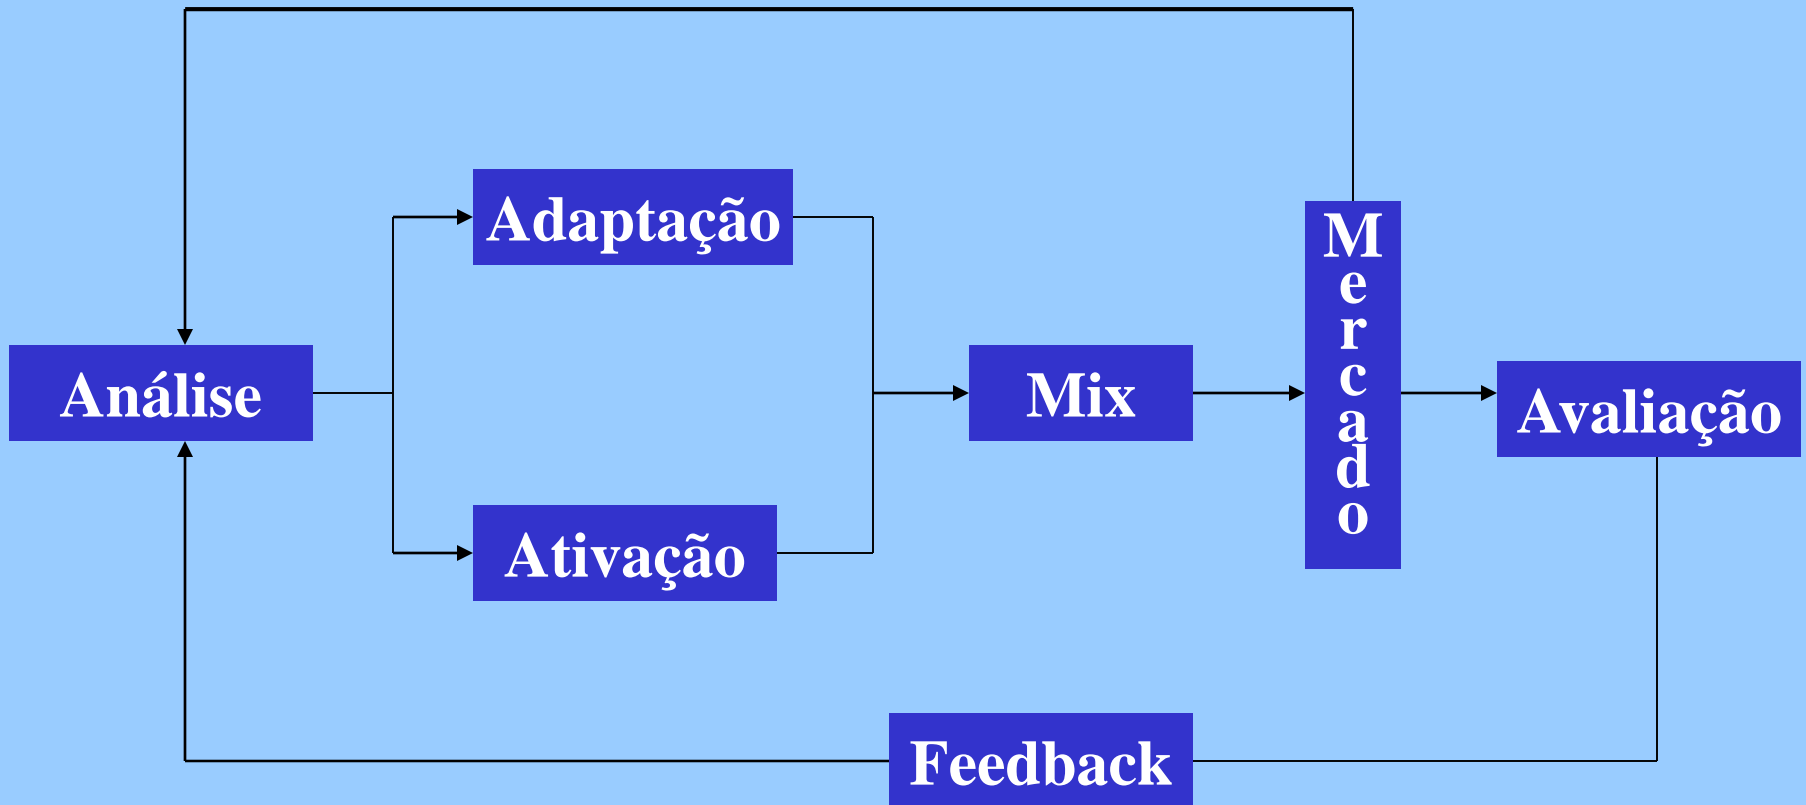 Adaptação
Mercado
Análise
Mix
Avaliação
Ativação
Feedback